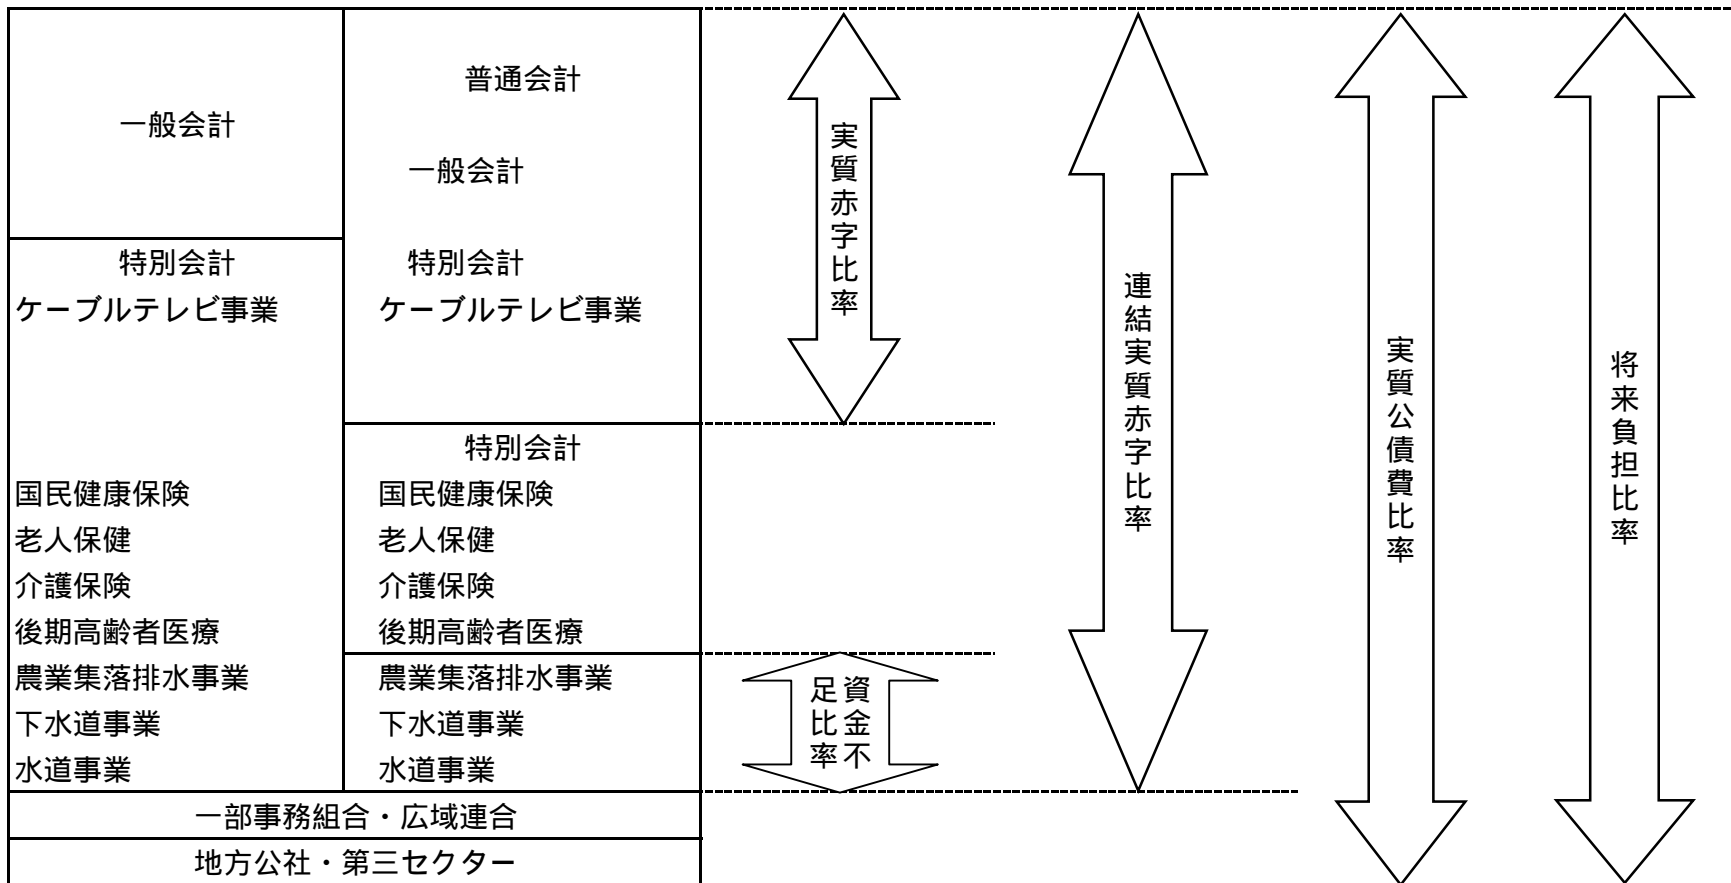 一般会計
特別会計
ケーブルテレビ事業
国民健康保険
老人保健
介護保険
後期高齢者医療
農業集落排水事業
下水道事業
水道事業
普通会計
一般会計
特別会計
ケーブルテレビ事業
特別会計
国民健康保険
老人保健
介護保険
後期高齢者医療
農業集落排水事業
下水道事業
水道事業
一部事務組合・広域連合
地方公社・第三セクター
実質赤字比率
資金不
足比率
連結実質赤字比率
実質公債費比率
将来負担比率